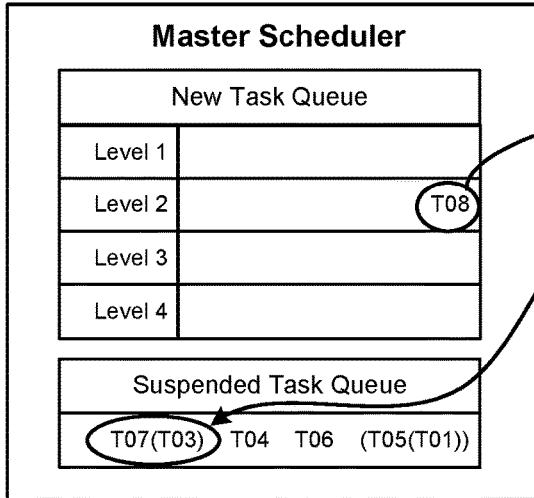 Master Scheduler
New Task Queue
Level 1
Level 2 T08
Level 3
Level 4
Suspended Task Queue
T07(T03) T04 T06 (T05(T01))